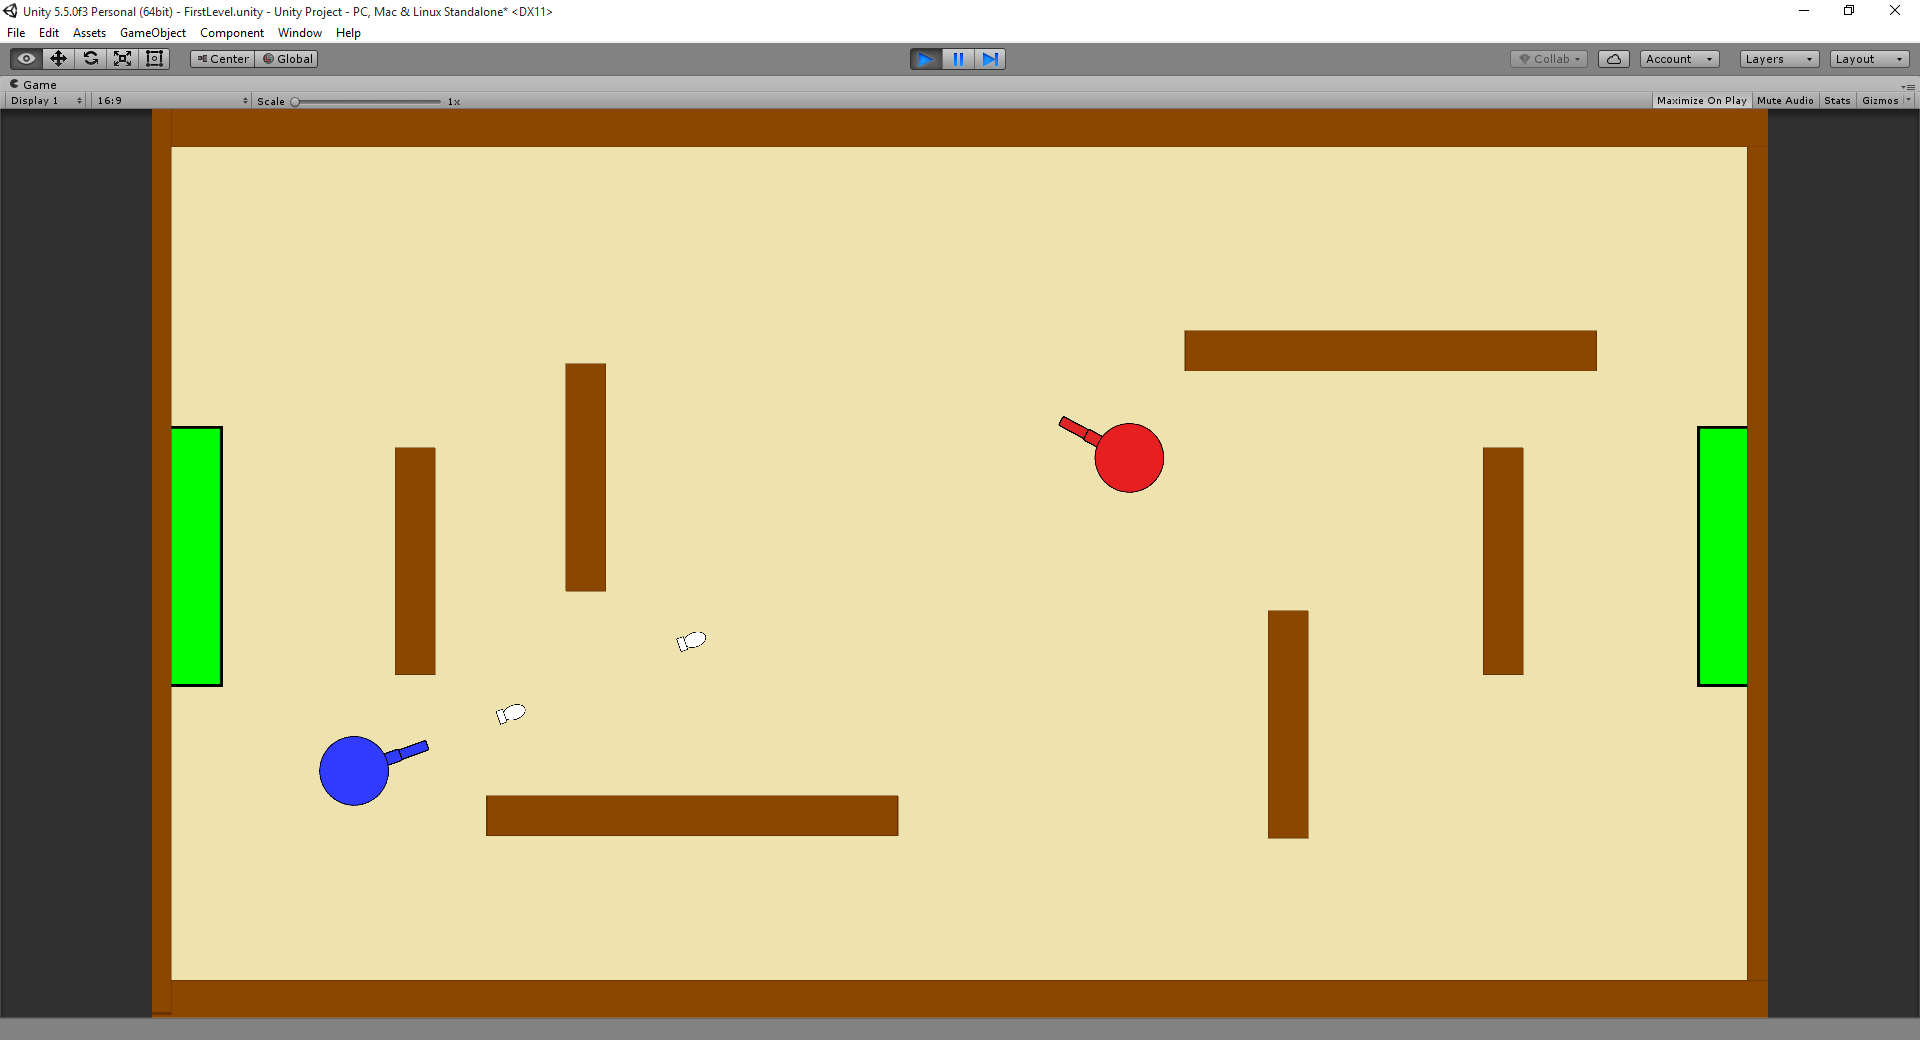 Unity 5.5.0f3 Personal (64bit) - FirstLevel.unity - Unity Project - PC, Mac & Linux Standalone* <DX11>
File Edit Assets GameObject Component Window Help
Center Global Collab Account Layers Layout
Game
Display 1 16:9 Scale 1x Maximize On Play Mute Audio Stats Gizmos